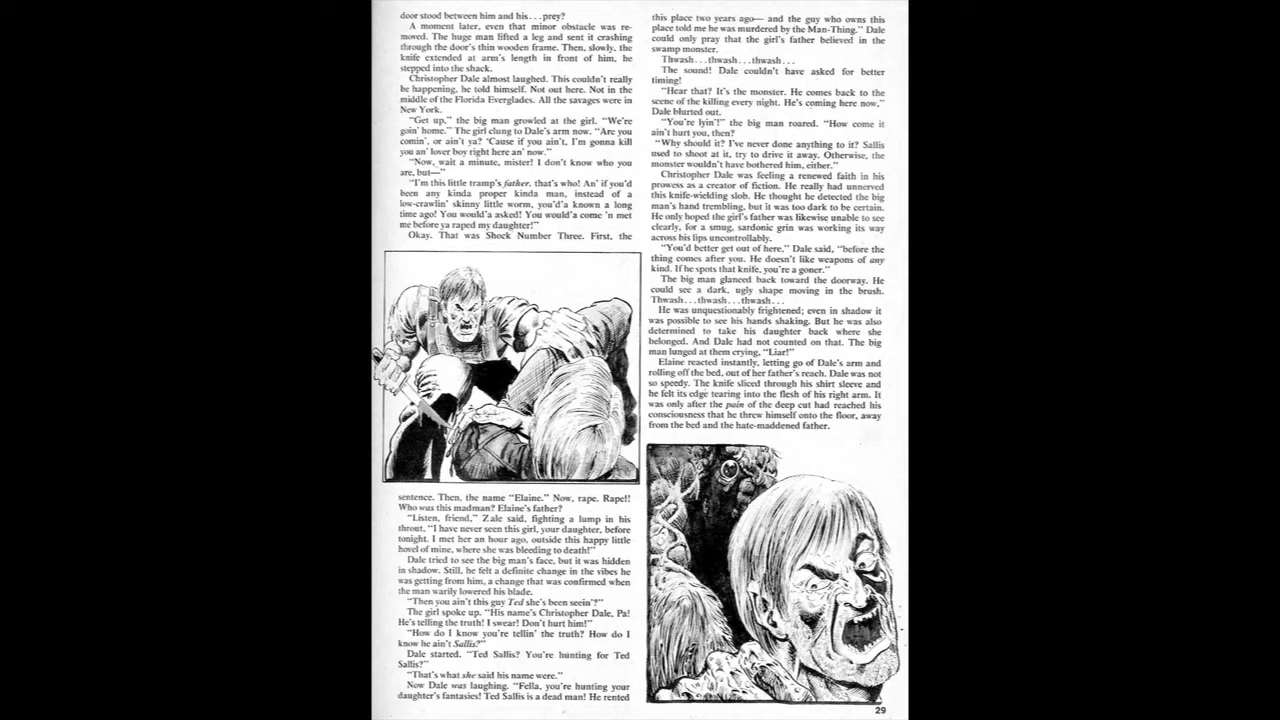 door stood between him and his...prey?
A moment later, even that minor obstacle was re-
moved. The huge man lifted a leg and sent it crashing
through the door's thin wooden frame. Then, slowly, the
knife extended at arm's length in front of him, he
stepped into the shack.
Christopher Dale almost laughed. This couldn't really
be happening, he told himself. Not out here. Not in the
middle of the Florida Everglades. All the savages were in
New York.
"Get up," the big man growled at the girl. "We're
goin' home." The girl clung to Dale's arm now. "Are you
comin', or ain't ya? 'Cause if you ain't, I'm gonna kill
you an' lover boy right here an' now."
"Now, wait a minute, mister! I don't know who you
are, but—"
"I'm this little tramp's father, that's who! An' if you'd
been any kinda proper kinda man, instead of a
low-crawlin' skinny little worm, you'd'a known a long
time ago! You would'a asked! You would'a come 'n met
me before ya raped my daughter!"
Okay. That was Shock Number Three. First, the
sentence. Then, the name "Elaine." Now, rape. Rape!!
Who was this madman? Elaine's father?
"Listen, friend," Zale said, fighting a lump in his
throut, "I have never seen this girl, your daughter, before
tonight. I met her an hour ago, outside this happy little
hovel of mine, where she was bleeding to death!"
Dale tried to see the big man's face, but it was hidden
in shadow. Still, he felt a definite change in the vibes he
was getting from him, a change that was confirmed when
the man warily lowered his blade.
"Then you ain't this guy Ted she's been seein'?"
The girl spoke up. "His name's Christopher Dale, Pa!
He's telling the truth! I swear! Don't hurt him!"
"How do I know you're tellin' the truth? How do I
know he ain't Sallis?"
Dale started. "Ted Sallis? You're hunting for Ted
Sallis?"
"That's what she said his name were."
Now Dale was laughing. "Fella, you're hunting your
daughter's fantasies! Ted Sallis is a dead man! He rented
this place two years ago— and the guy who owns this
place told me he was murdered by the Man-Thing." Dale
could only pray that the girl's father believed in the
swamp monster.
Thwash...thwash...thwash...
The sound! Dale couldn't have asked for better
timing!
"Hear that? It's the monster. He comes back to the
scene of the killing every night. He's coming here now,"
Dale blurted out.
"You're lyin'!" the big man roared. "How come it
ain't hurt you, then?
"Why should it? I've never done anything to it? Sallis
used to shoot at it, try to drive it away. Otherwise, the
monster wouldn't have bothered him, either."
Christopher Dale was feeling a renewed faith in his
prowess as a creator of fiction. He really had unnerved
this knife-wielding slob. He thought he detected the big
man's hand trembling, but it was too dark to be certain.
He only hoped the girl's father was likewise unable to see
clearly, for a smug, sardonic grin was working its way
across his lips uncontrollably.
"You'd better get out of here," Dale said, "before the
thing comes after you. He doesn't like weapons of any
kind. If he spots that knife, you're a goner."
The big man glanced back toward the doorway. He
could see a dark, ugly shape moving in the brush.
Thwash...thwash...thwash...
He was unquestionably frightened; even in shadow it
was possible to see his hands shaking. But he was also
determined to take his daughter back where she
belonged. And Dale had not counted on that. The big
man lunged at them crying, "Liar!"
Elaine reacted instantly, letting go of Dale's arm and
rolling off the bed, out of her father's reach. Dale was not
so speedy. The knife sliced through his shirt sleeve and
he felt its edge tearing into the flesh of his right arm. It
was only after the pain of the deep cut had reached his
consciousness that he threw himself onto the floor, away
from the bed and the hate-maddened father.
29